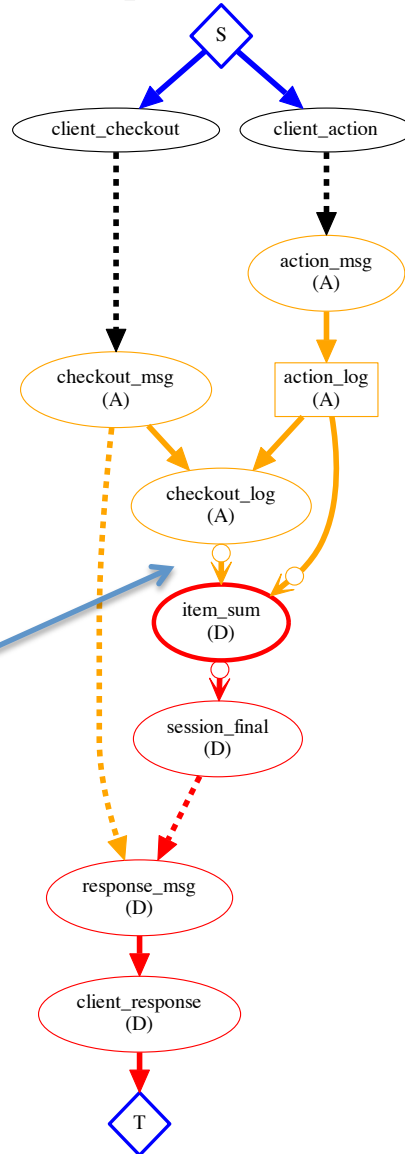 S
client_checkout
client_action
action_msg
(A)
checkout_msg
(A)
action_log
(A)
checkout_log
(A)
item_sum
(D)
session_final
(D)
response_msg
(D)
client_response
(D)
T